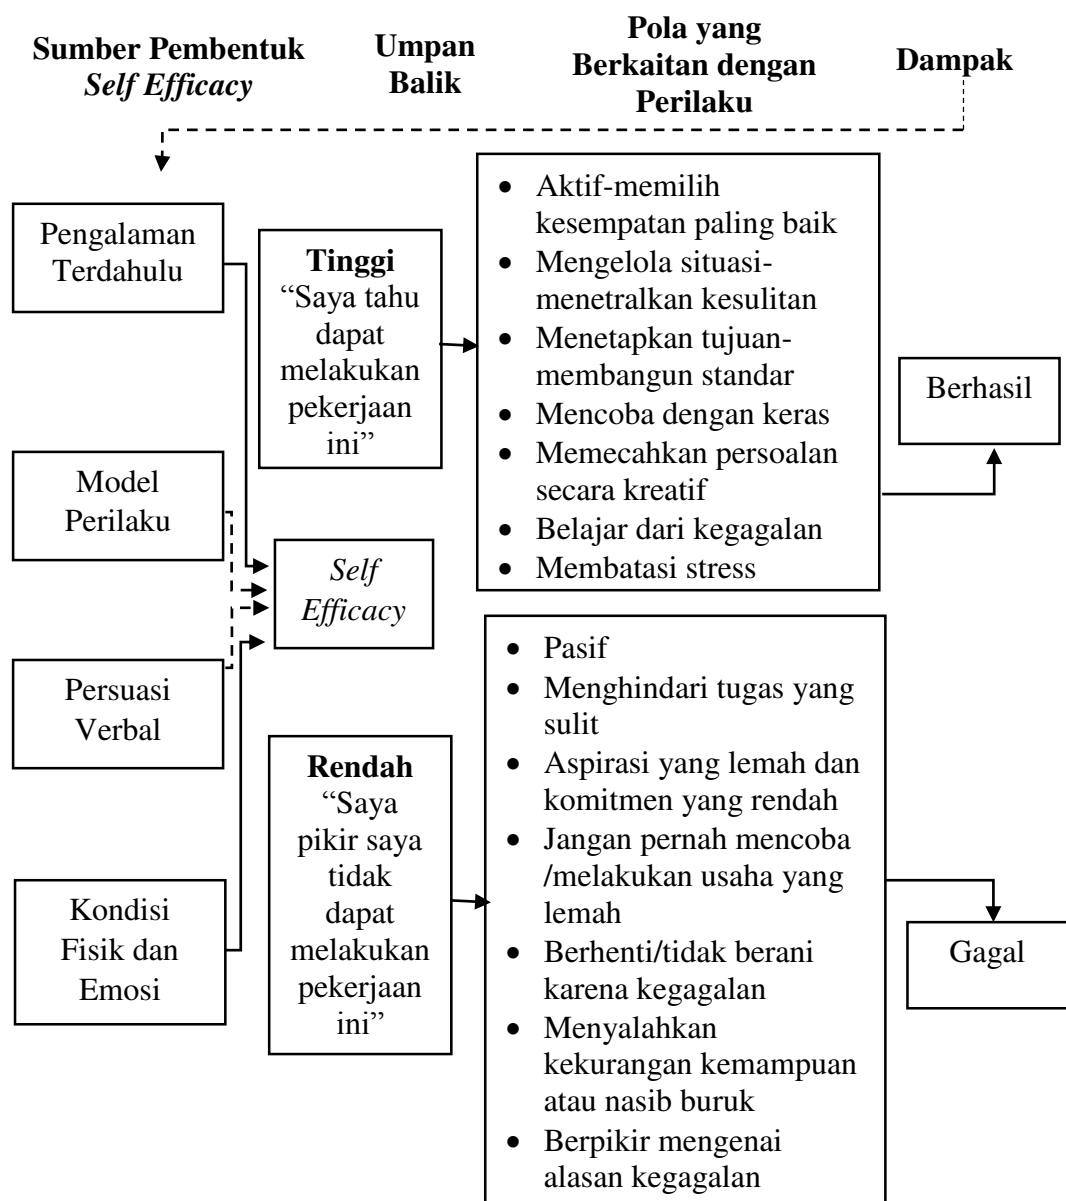 Sumber Pembentuk
Self Efficacy
Umpan
Balik
Pola yang
Berkaitan dengan
Perilaku
Dampak
Pengalaman
Terdahulu
Model
Perilaku
Persuasi
Verbal
Kondisi
Fisik dan
Emosi
Self
Efficacy
Tinggi
“Saya tahu
dapat
melakukan
pekerjaan
ini”
Rendah
“Saya
pikir saya
tidak
dapat
melakukan
pekerjaan
ini”
• Aktif-memilih
kesempatan paling baik
• Mengelola situasi-
menetralkan kesulitan
• Menetapkan tujuan-
membangun standar
• Mencoba dengan keras
• Memecahkan persoalan
secara kreatif
• Belajar dari kegagalan
• Membatasi stress
• Pasif
• Menghindari tugas yang
sulit
• Aspirasi yang lemah dan
komitmen yang rendah
• Jangan pernah mencoba
/melakukan usaha yang
lemah
• Berhenti/tidak berani
karena kegagalan
• Menyalahkan
kekurangan kemampuan
atau nasib buruk
• Berpikir mengenai
alasan kegagalan
Berhasil
Gagal